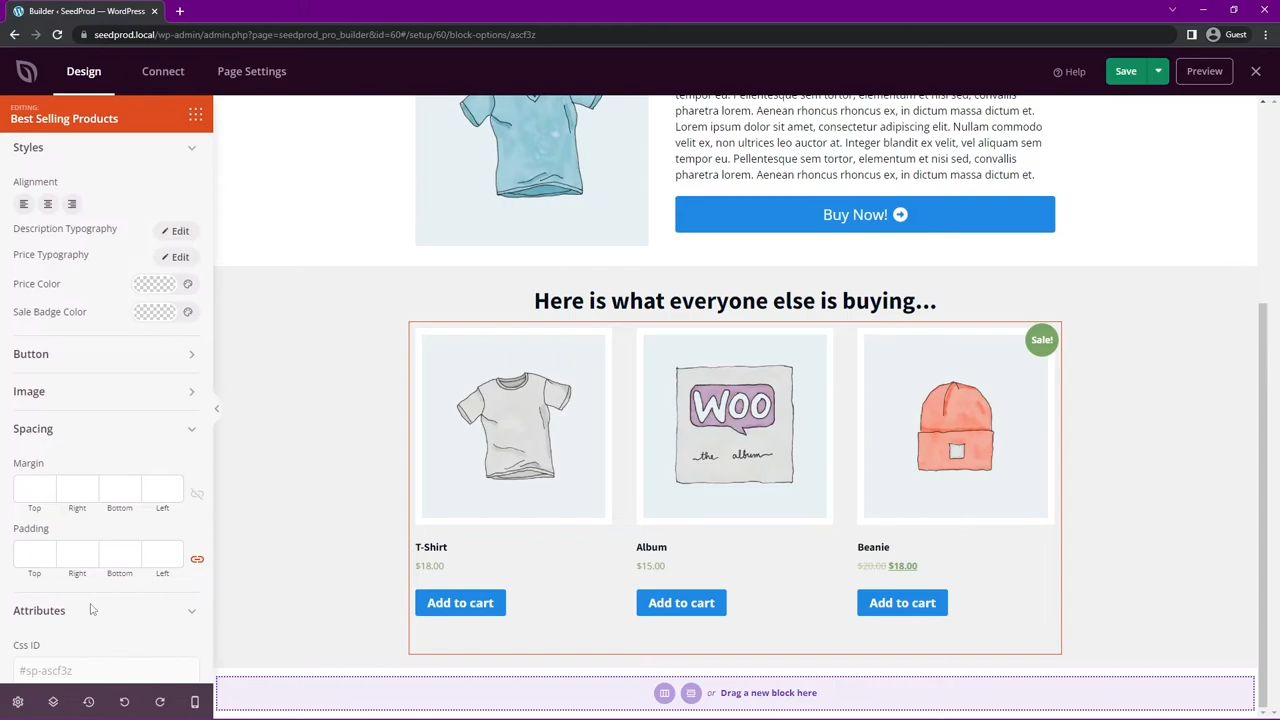 Builder < SeedProd — WordPress
seedprod.local/wp-admin/admin.php?page=seedprod_pro_builder&id=60#/setup/60/block-options/ascf3z
Guest
Design
Connect
Page Settings
Help
Save
Preview
EDITING:
Best Selling Products
Styles
Alignment
Description Typography
Edit
Price Typography
Edit
Price Color
Sale Badge Color
Button
Image
Spacing
Margin
Top
Right
Bottom
Left
Padding
Top
Right
Bottom
Left
Attributes
Css ID
#sp-ascf3z
tempor eu. Pellentesque sem tortor, elementum et nisi sed, convallis
pharetra lorem. Aenean rhoncus rhoncus ex, in dictum massa dictum et.
Lorem ipsum dolor sit amet, consectetur adipiscing elit. Nullam commodo
velit ex, non ultrices leo auctor at. Integer blandit ex velit, vel aliquam sem
tempor eu. Pellentesque sem tortor, elementum et nisi sed, convallis
pharetra lorem. Aenean rhoncus rhoncus ex, in dictum massa dictum et.
Buy Now!
Here is what everyone else is buying...
Sale!
WOO
the album
T-Shirt
$18.00
Add to cart
Album
$15.00
Add to cart
Beanie
$20.00 $18.00
Add to cart
or Drag a new block here